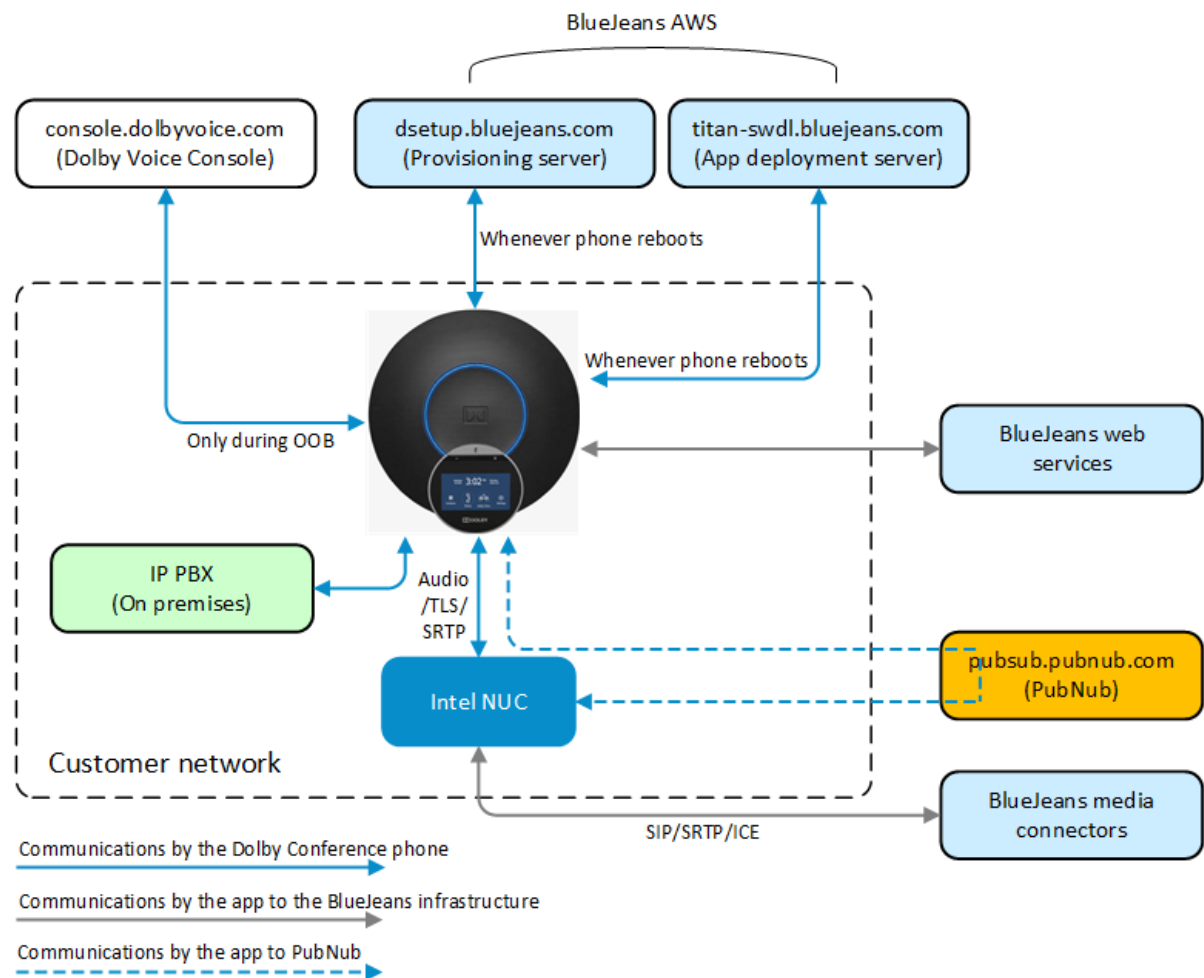 BlueJeans AWS
console.dolbyvoice.com
(Dolby Voice Console)
dsetup.bluejeans.com
(Provisioning server)
titan-swdl.bluejeans.com
(App deployment server)
Whenever phone reboots
Whenever phone reboots
Only during OOB
3:02
DOLBY
BlueJeans web
services
IP PBX
(On premises)
Audio
/TLS/
SRTP
Intel NUC
pubsub.pubnub.com
(PubNub)
Customer network
SIP/SRTP/ICE
BlueJeans media
connectors
Communications by the Dolby Conference phone
Communications by the app to the BlueJeans infrastructure
Communications by the app to PubNub